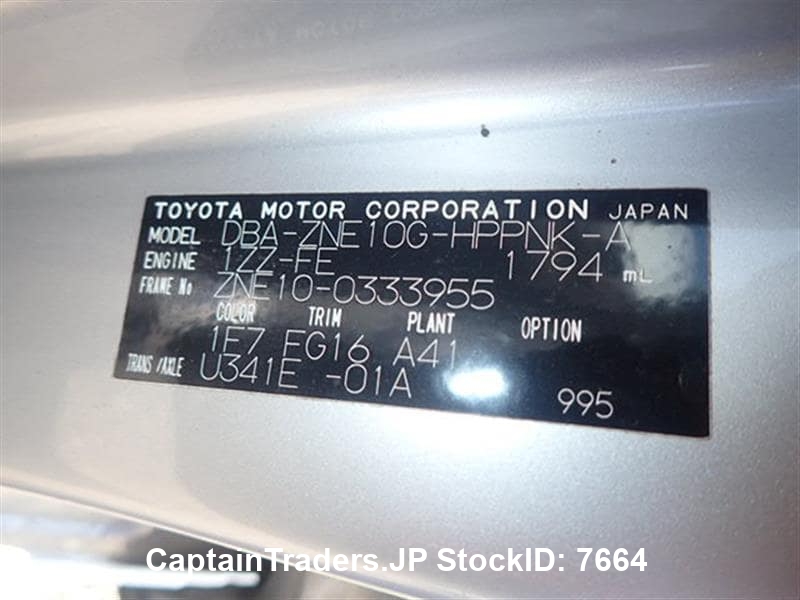 TOYOTA MOTOR CORPORATION JAPAN
MODEL DBA-ZNE10G-HPPNK-A
ENGINE 1ZZ-FE 1794 mL
FRAME No ZNE10-0333955
COLOR TRIM PLANT OPTION
1F7 FG16 A41
TRANS/AXLE U341E -01A 995
CaptainTraders.JP StockID: 7664